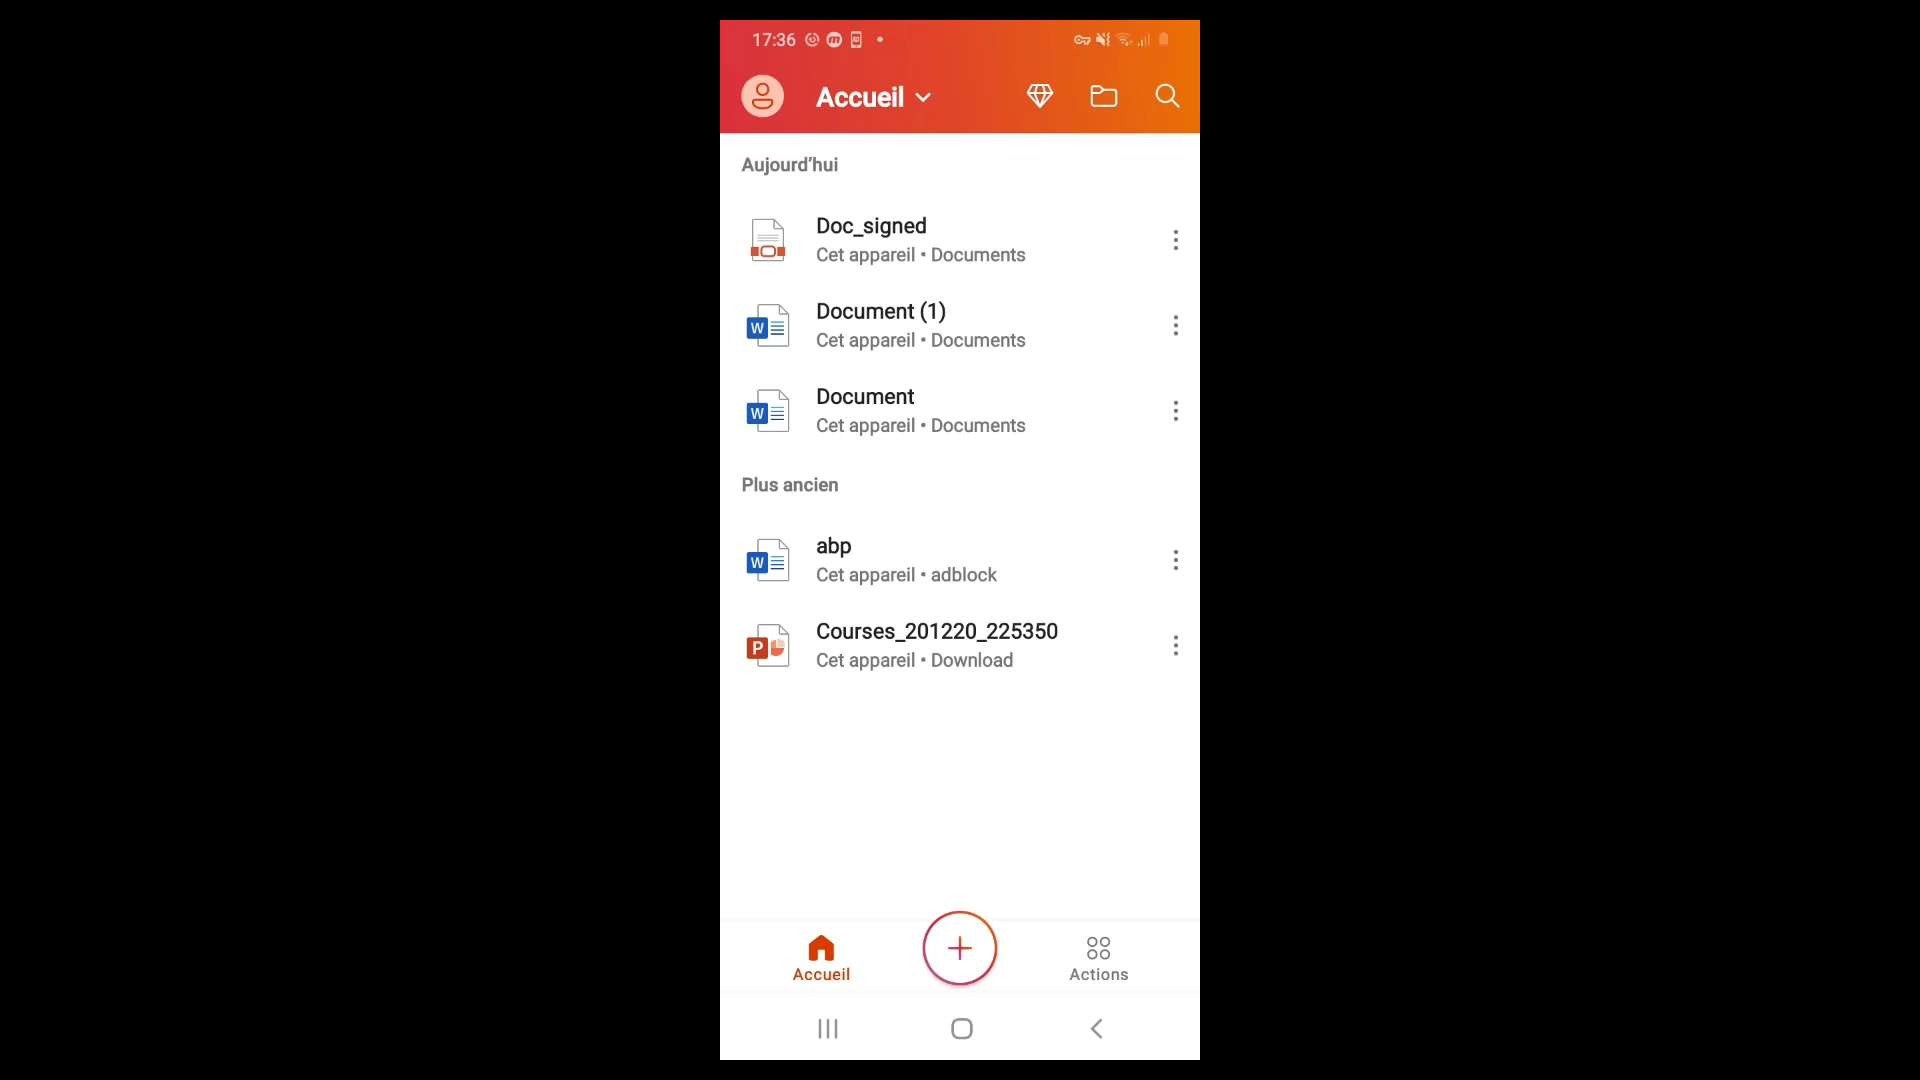 17:36
Accueil
Aujourd'hui
Doc_signed
Cet appareil • Documents
W
Document (1)
Cet appareil • Documents
W
Document
Cet appareil • Documents
Plus ancien
W
abp
Cet appareil • adblock
P
Courses_201220_225350
Cet appareil • Download
Accueil
Actions